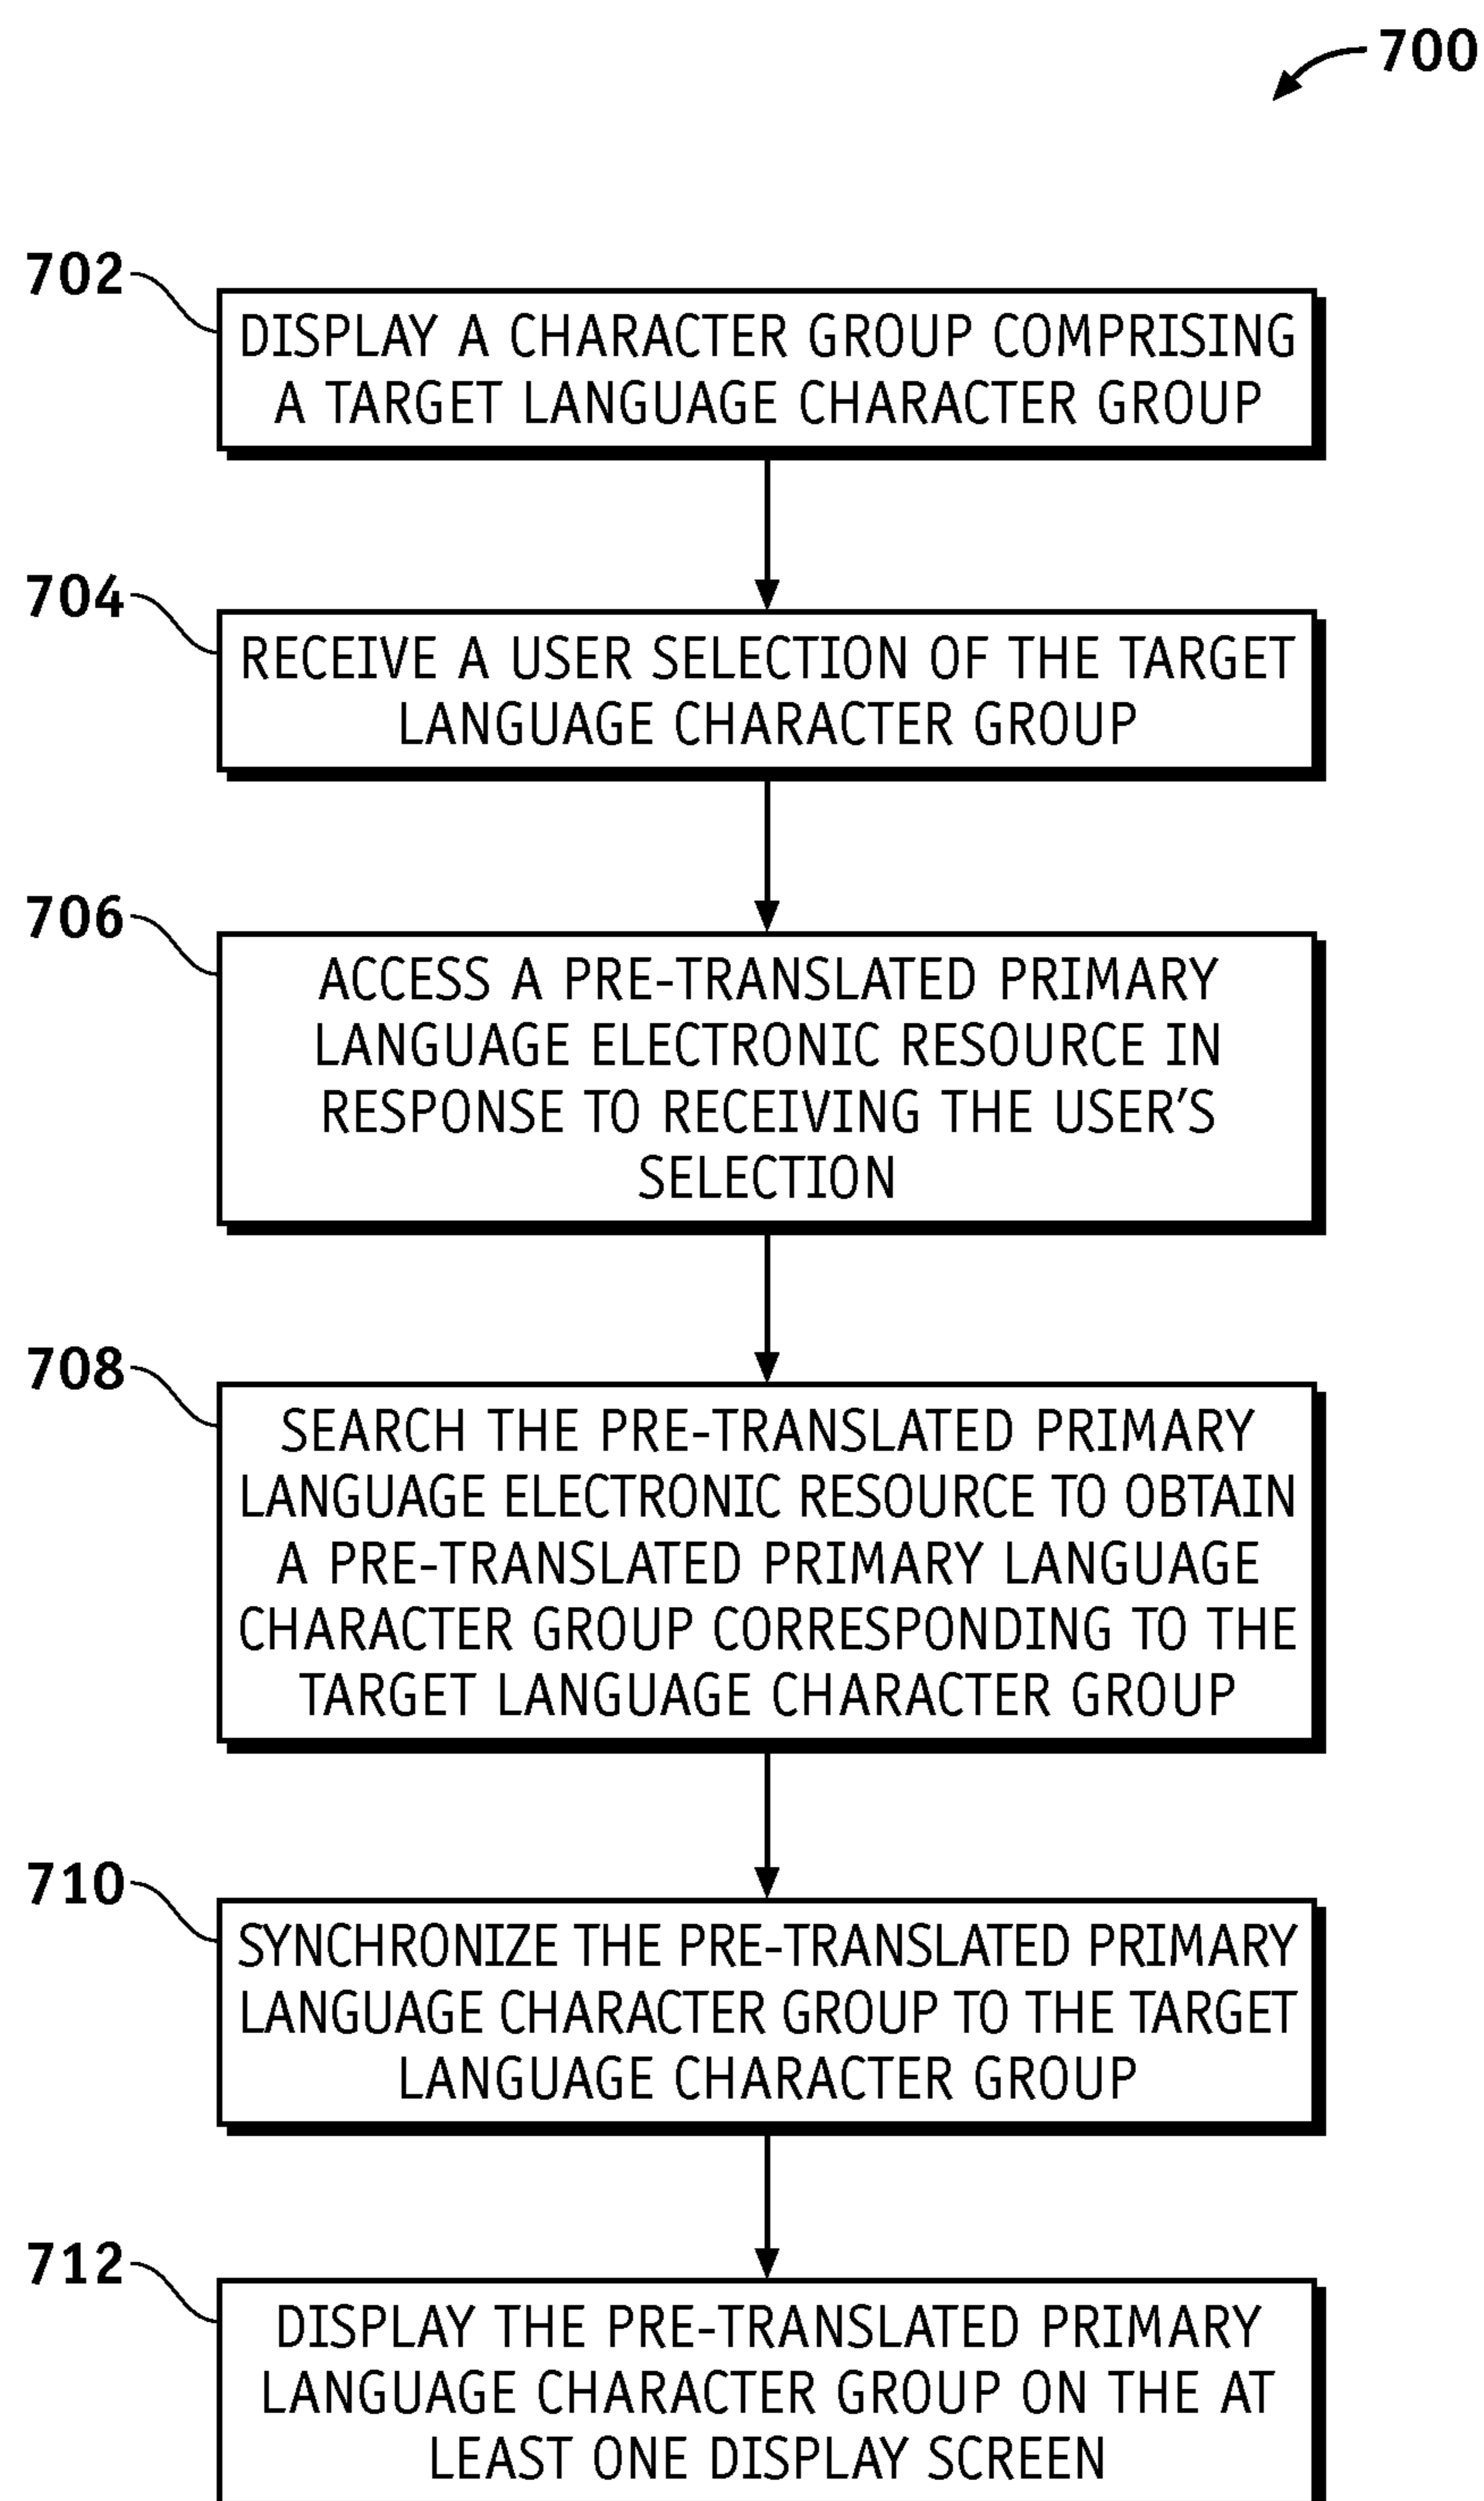 700
702
DISPLAY A CHARACTER GROUP COMPRISING
A TARGET LANGUAGE CHARACTER GROUP
704
RECEIVE A USER SELECTION OF THE TARGET
LANGUAGE CHARACTER GROUP
706
ACCESS A PRE-TRANSLATED PRIMARY
LANGUAGE ELECTRONIC RESOURCE IN
RESPONSE TO RECEIVING THE USER'S
SELECTION
708
SEARCH THE PRE-TRANSLATED PRIMARY
LANGUAGE ELECTRONIC RESOURCE TO OBTAIN
A PRE-TRANSLATED PRIMARY LANGUAGE
CHARACTER GROUP CORRESPONDING TO THE
TARGET LANGUAGE CHARACTER GROUP
710
SYNCHRONIZE THE PRE-TRANSLATED PRIMARY
LANGUAGE CHARACTER GROUP TO THE TARGET
LANGUAGE CHARACTER GROUP
712
DISPLAY THE PRE-TRANSLATED PRIMARY
LANGUAGE CHARACTER GROUP ON THE AT
LEAST ONE DISPLAY SCREEN